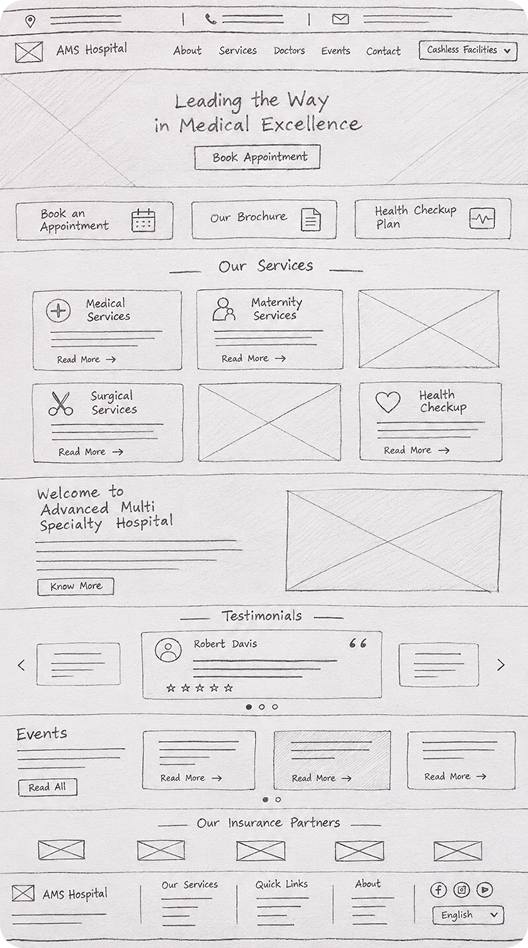 AMS Hospital
About Services Doctors Events Contact Cashless Facilities
Leading the Way
in Medical Excellence
Book Appointment
Book an
Appointment
Our Brochure
Health Checkup
Plan
Our Services
Medical
Services
Read More
Maternity
Services
Read More
Surgical
Services
Read More
Health
Checkup
Read More
Welcome to
Advanced Multi
Specialty Hospital
Know More
Testimonials
Robert Davis
Events
Read All
Read More
Read More
Read More
Our Insurance Partners
AMS Hospital
Our Services
Quick Links
About
English